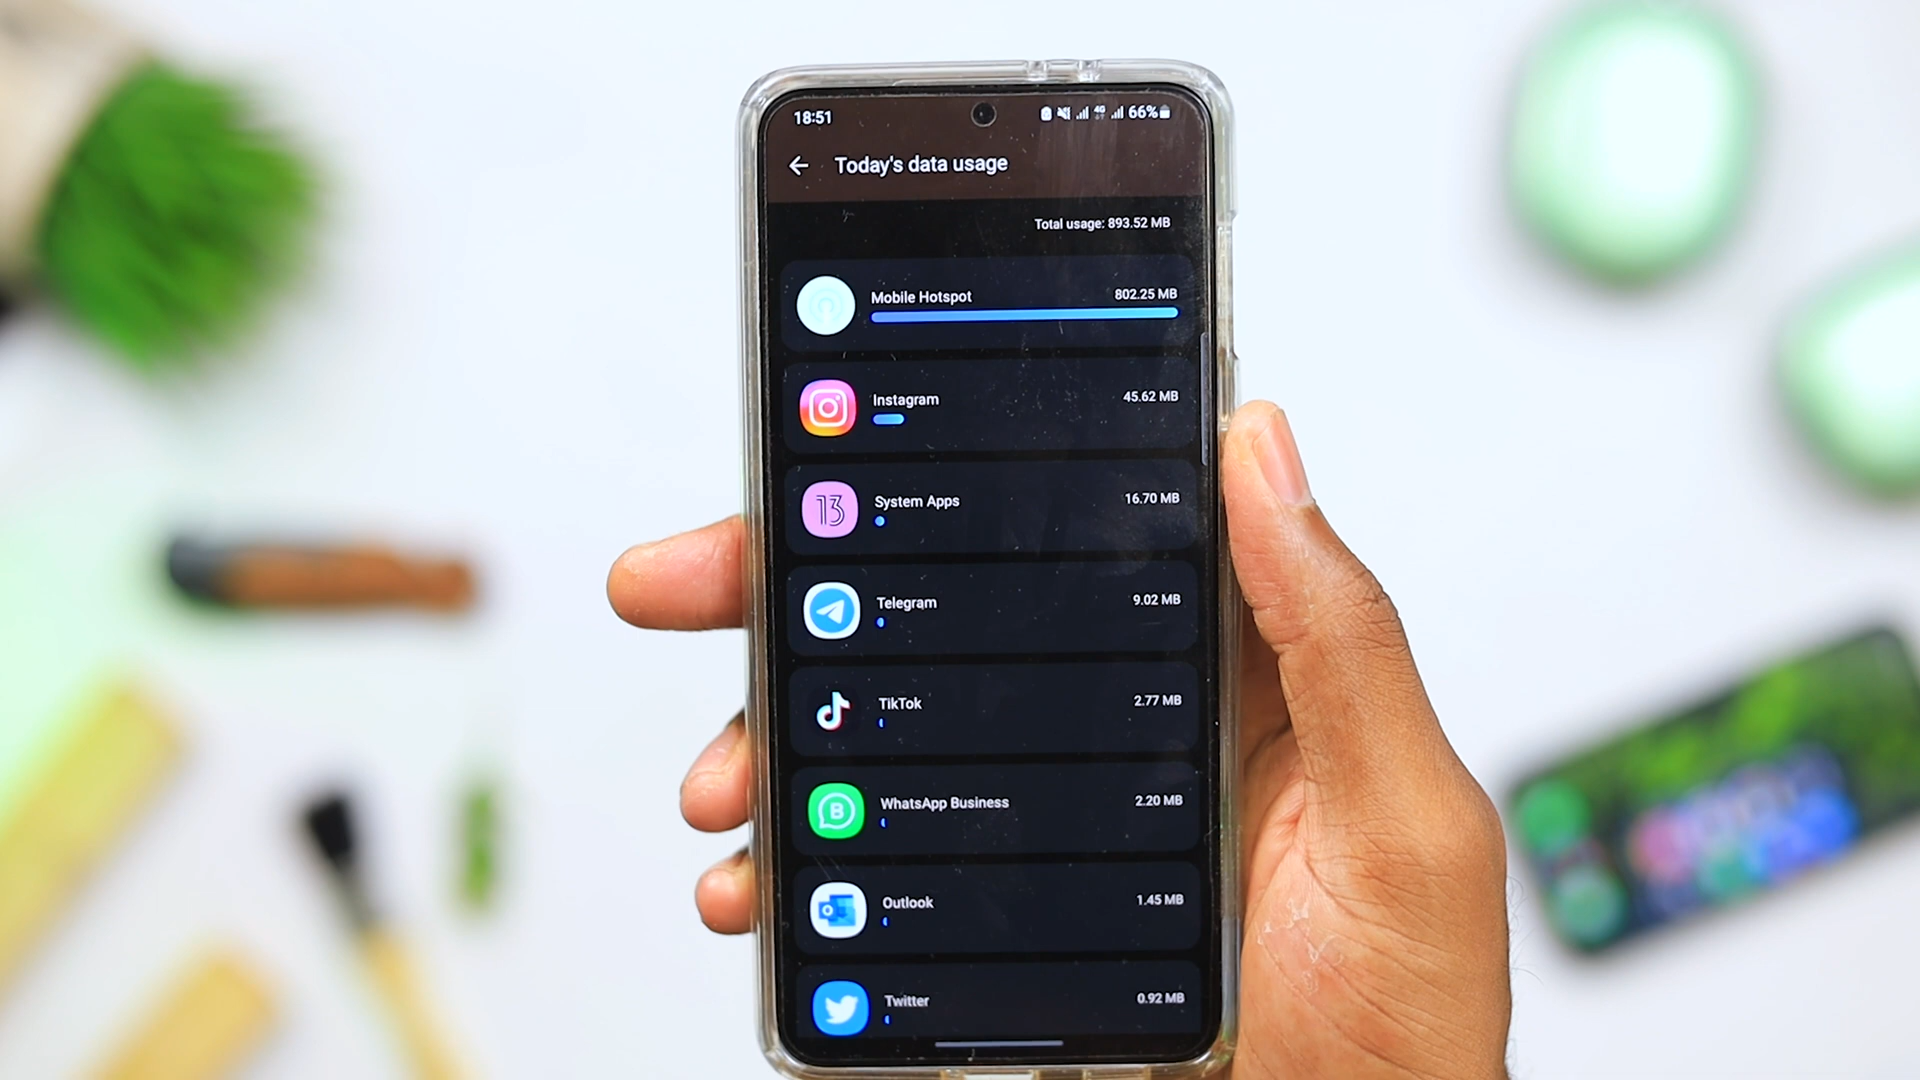 18:51
4G
66%
Today's data usage
Total usage: 893.52 MB
Mobile Hotspot
802.25 MB
Instagram
45.62 MB
13
System Apps
16.70 MB
Telegram
9.02 MB
TikTok
2.77 MB
B
WhatsApp Business
2.20 MB
O
Outlook
1.45 MB
Twitter
0.92 MB